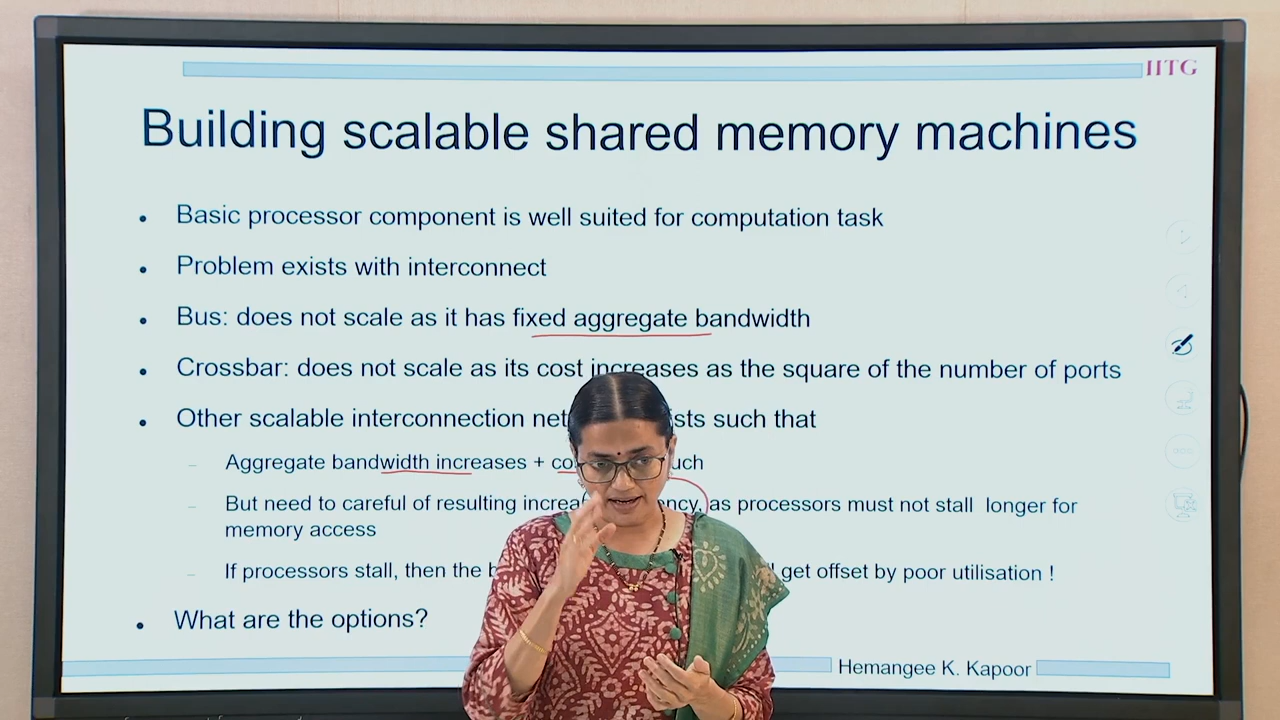 IITG
Building scalable shared memory machines
• Basic processor component is well suited for computation task
• Problem exists with interconnect
• Bus: does not scale as it has fixed aggregate bandwidth
• Crossbar: does not scale as its cost increases as the square of the number of ports
• Other scalable interconnection such that
– Aggregate bandwidth increases +
– But need to careful of resulting as processors must not stall longer for
memory access
– If processors stall, then the get offset by poor utilisation !
• What are the options?
Hemangee K. Kapoor